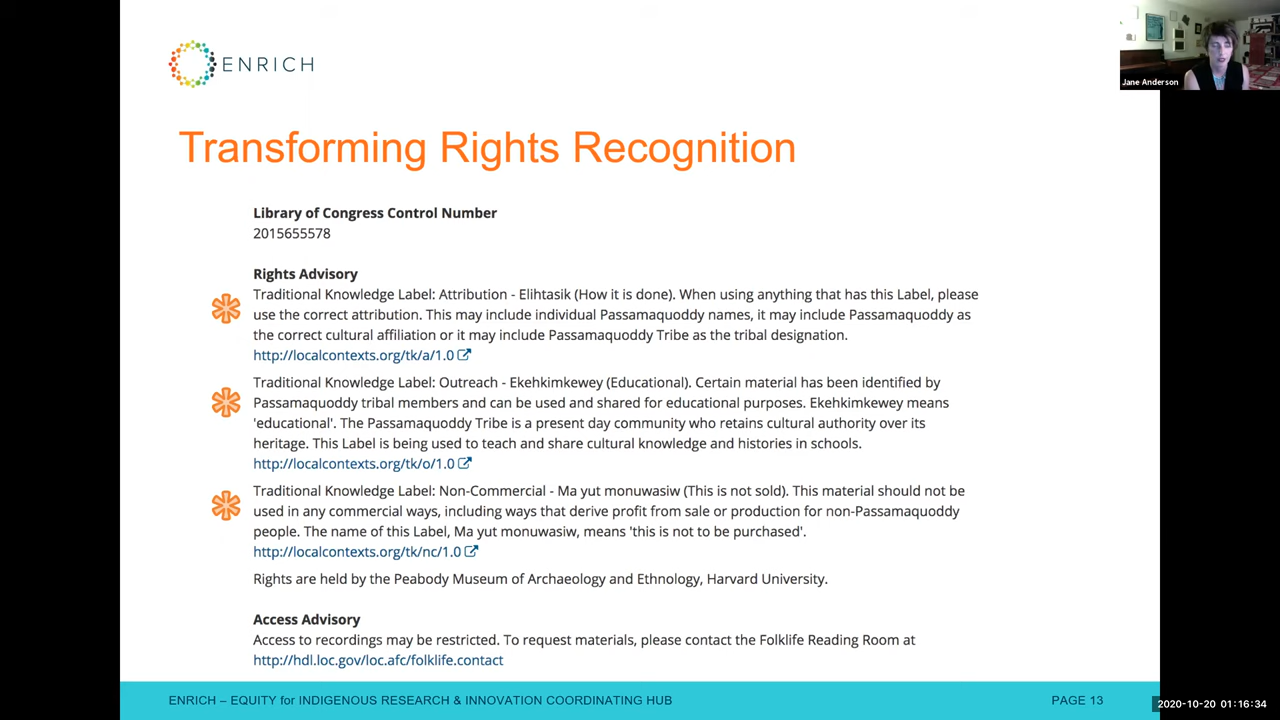 ENRICH
Jane Anderson
Transforming Rights Recognition
Library of Congress Control Number
2015655578
Rights Advisory
Traditional Knowledge Label: Attribution - Elihtasik (How it is done). When using anything that has this Label, please
use the correct attribution. This may include individual Passamaquoddy names, it may include Passamaquoddy as
the correct cultural affiliation or it may include Passamaquoddy Tribe as the tribal designation.
http://localcontexts.org/tk/a/1.0
Traditional Knowledge Label: Outreach - Ekehkimkewey (Educational). Certain material has been identified by
Passamaquoddy tribal members and can be used and shared for educational purposes. Ekehkimkewey means
'educational'. The Passamaquoddy Tribe is a present day community who retains cultural authority over its
heritage. This Label is being used to teach and share cultural knowledge and histories in schools.
http://localcontexts.org/tk/o/1.0
Traditional Knowledge Label: Non-Commercial - Ma yut monuwasiw (This is not sold). This material should not be
used in any commercial ways, including ways that derive profit from sale or production for non-Passamaquoddy
people. The name of this Label, Ma yut monuwasiw, means 'this is not to be purchased'.
http://localcontexts.org/tk/nc/1.0
Rights are held by the Peabody Museum of Archaeology and Ethnology, Harvard University.
Access Advisory
Access to recordings may be restricted. To request materials, please contact the Folklife Reading Room at
http://hdl.loc.gov/loc.afc/folklife.contact
ENRICH – EQUITY for INDIGENOUS RESEARCH & INNOVATION COORDINATING HUB
PAGE 13
2020-10-20 01:16:34